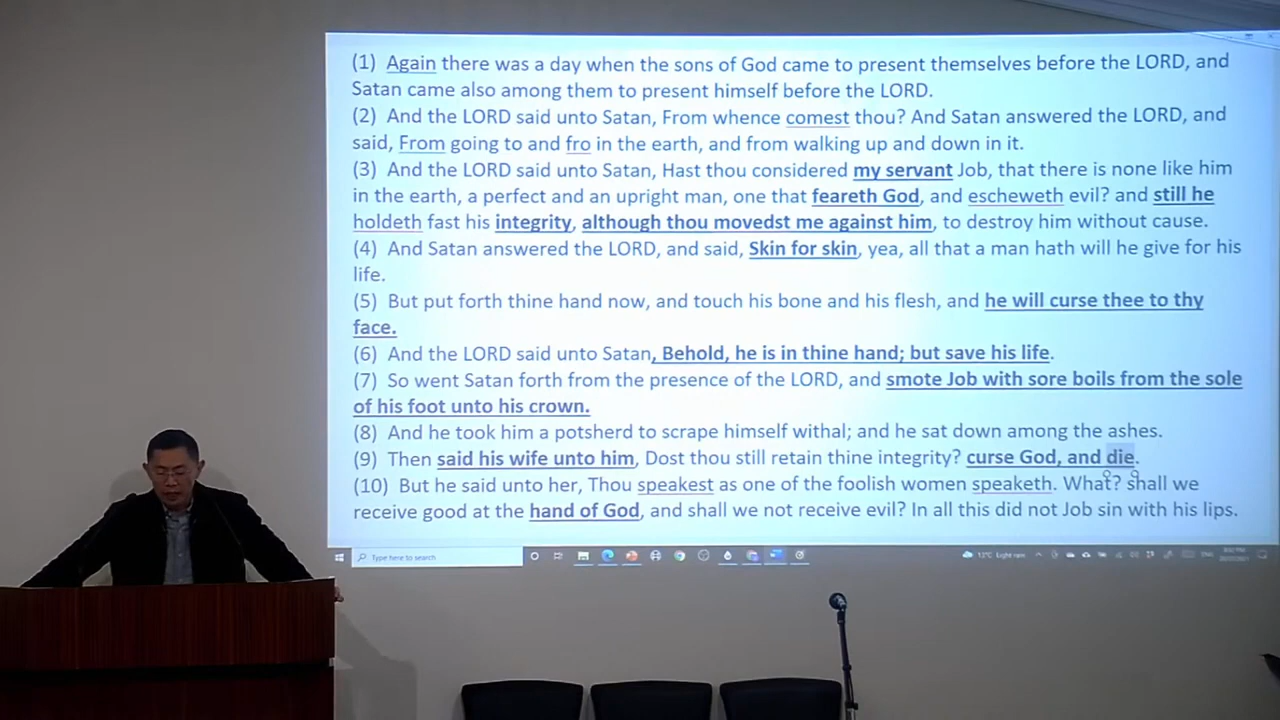 (1) Again there was a day when the sons of God came to present themselves before the LORD, and
Satan came also among them to present himself before the LORD.
(2) And the LORD said unto Satan, From whence comest thou? And Satan answered the LORD, and
said, From going to and fro in the earth, and from walking up and down in it.
(3) And the LORD said unto Satan, Hast thou considered my servant Job, that there is none like him
in the earth, a perfect and an upright man, one that feareth God, and escheweth evil? and still he
holdeth fast his integrity, although thou movedst me against him, to destroy him without cause.
(4) And Satan answered the LORD, and said, Skin for skin, yea, all that a man hath will he give for his
life.
(5) But put forth thine hand now, and touch his bone and his flesh, and he will curse thee to thy
face.
(6) And the LORD said unto Satan, Behold, he is in thine hand; but save his life.
(7) So went Satan forth from the presence of the LORD, and smote Job with sore boils from the sole
of his foot unto his crown.
(8) And he took him a potsherd to scrape himself withal; and he sat down among the ashes.
(9) Then said his wife unto him, Dost thou still retain thine integrity? curse God, and die.
(10) But he said unto her, Thou speakest as one of the foolish women speaketh. What? shall we
receive good at the hand of God, and shall we not receive evil? In all this did not Job sin with his lips.
Type here to search
Light rain